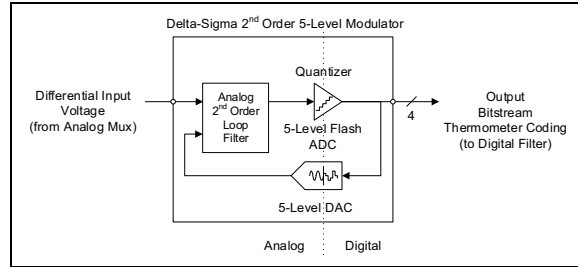 Delta-Sigma 2nd Order 5-Level Modulator
Differential Input
Voltage
(from Analog Mux)
Analog
2nd Order
Loop
Filter
Quantizer
5-Level Flash
ADC
4
Output
Bitstream
Thermometer Coding
(to Digital Filter)
5-Level DAC
Analog
Digital